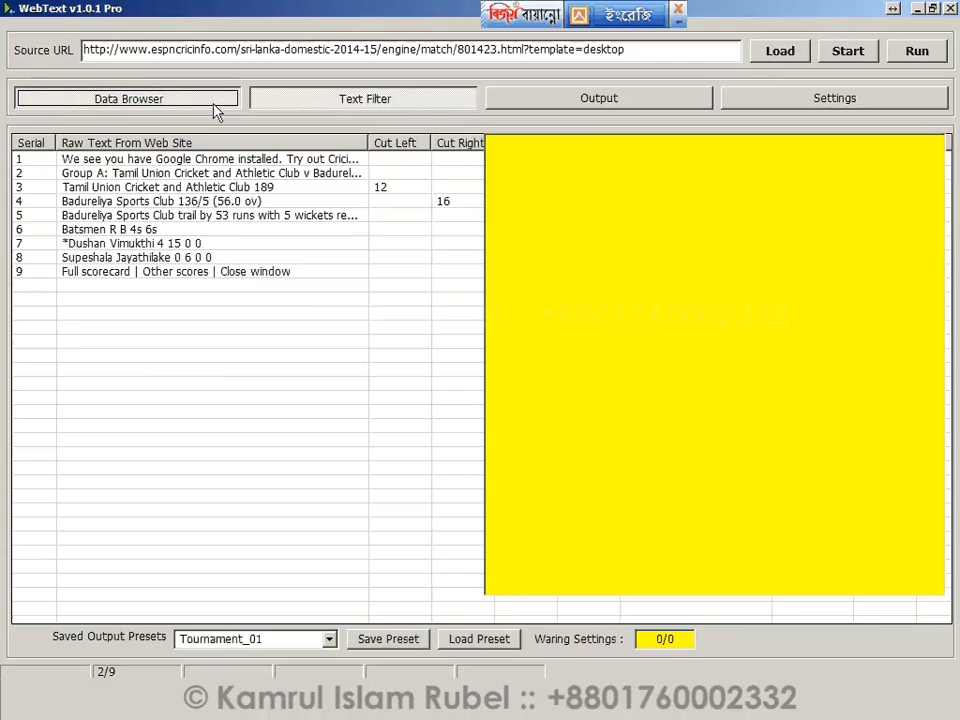 WebText v1.0.1 Pro
বিজয় বায়ান্নো
ইংরেজি
Source URL
http://www.espncricinfo.com/sri-lanka-domestic-2014-15/engine/match/801423.html?template=desktop
Load
Start
Run
Data Browser
Text Filter
Output
Settings
Serial Raw Text From Web Site Cut Left Cut Right
1 We see you have Google Chrome installed. Try out Crici...
2 Group A: Tamil Union Cricket and Athletic Club v Badurel...
3 Tamil Union Cricket and Athletic Club 189 12
4 Badureliya Sports Club 136/5 (56.0 ov) 16
5 Badureliya Sports Club trail by 53 runs with 5 wickets re...
6 Batsmen R B 4s 6s
7 *Dushan Vimukthi 4 15 0 0
8 Supeshala Jayathilake 0 6 0 0
9 Full scorecard | Other scores | Close window
+8801760002332
Saved Output Presets
Tournament_01
Save Preset
Load Preset
Waring Settings :
0/0
2/9
© Kamrul Islam Rubel :: +8801760002332